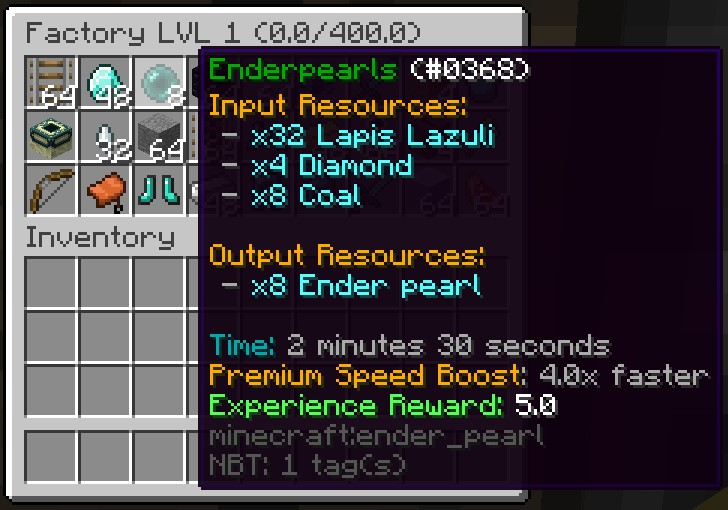 Factory LVL 1 (0.0/400.0)
Enderpearls (#0368)
Input Resources:
- x32 Lapis Lazuli
- x4 Diamond
- x8 Coal
Output Resources:
- x8 Ender pearl
Time: 2 minutes 30 seconds
Premium Speed Boost: 4.0x faster
Experience Reward: 5.0
minecraft:ender_pearl
NBT: 1 tag(s)
64 48 8
32 64
Inventory